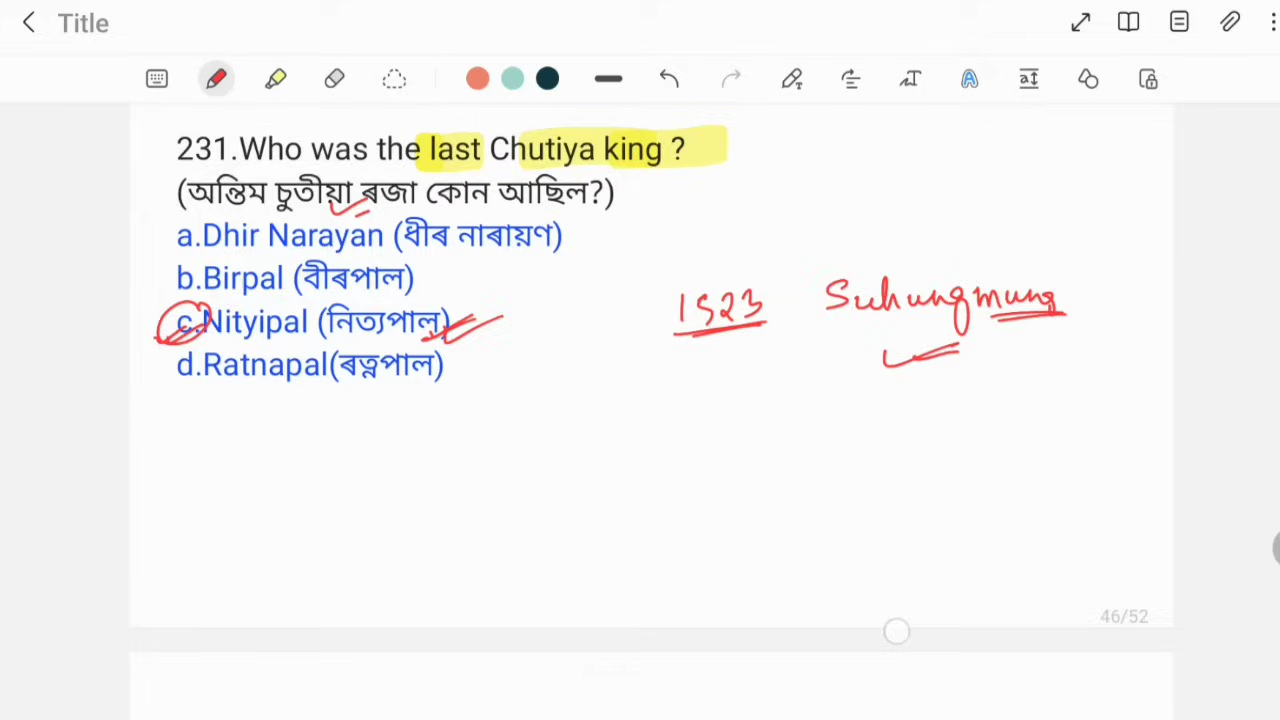 Title
231.Who was the last Chutiya king ?
(অন্তিম চুতীয়া ৰজা কোন আছিল?)
a.Dhir Narayan (ধীৰ নাৰায়ণ)
b.Birpal (বীৰপাল)
c.Nityipal (নিত্যপাল)
d.Ratnapal(ৰত্নপাল)
1523 Suhungmung
46/52